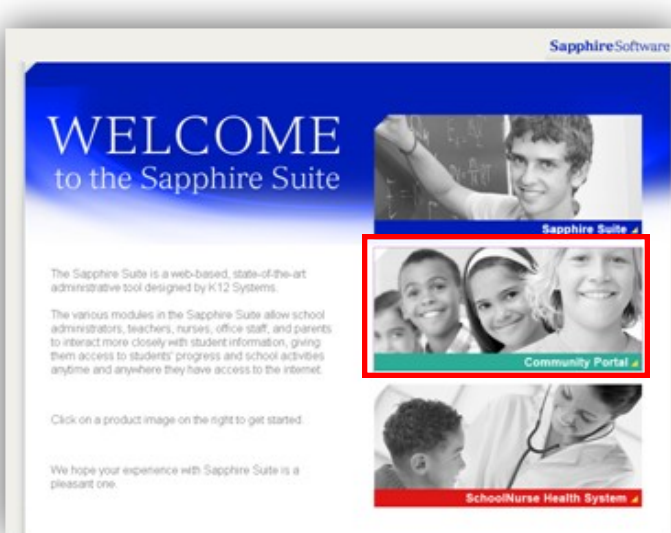 SapphireSoftware
WELCOME
to the Sapphire Suite
Sapphire Suite
The Sapphire Suite is a web-based, state-of-the-art
administrative tool designed by K12 Systems.
The various modules in the Sapphire Suite allow school
administrators, teachers, nurses, office staff, and parents
to interact more closely with student information, giving
them access to students' progress and school activities
anytime and anywhere they have access to the internet.
Community Portal
Click on a product image on the right to get started.
We hope your experience with Sapphire Suite is a
pleasant one.
SchoolNurse Health System